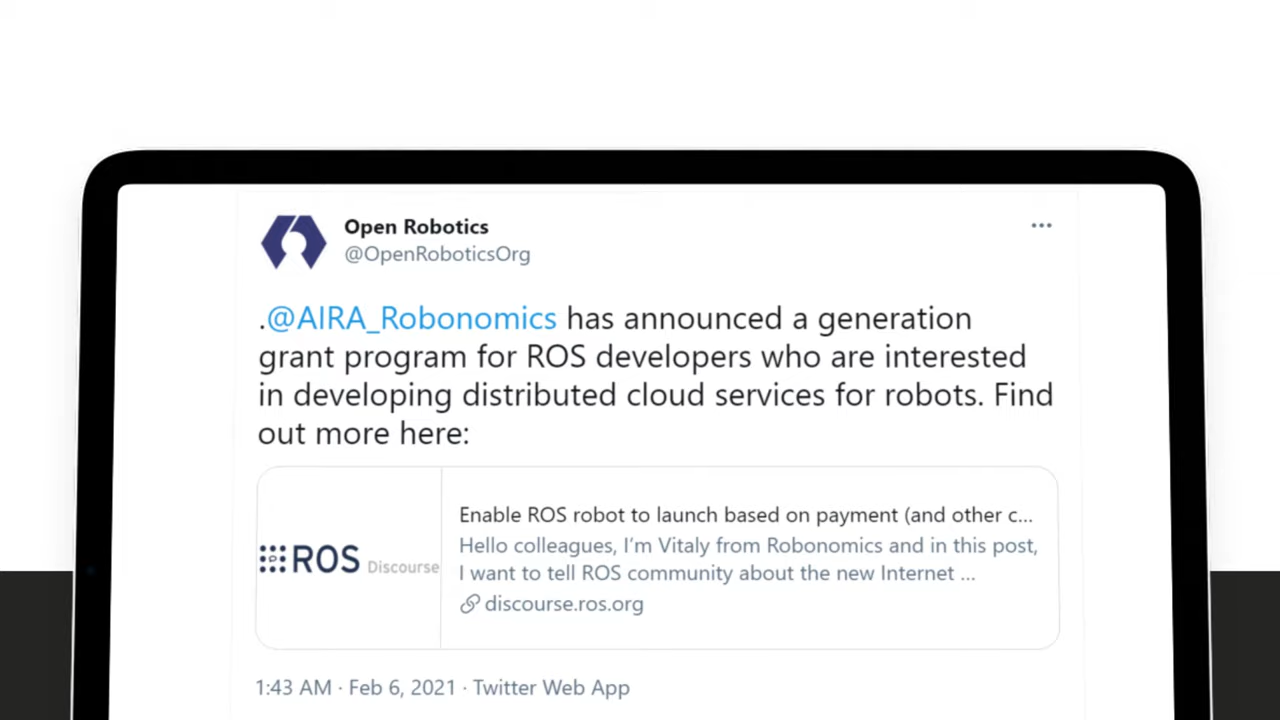 Open Robotics
@OpenRoboticsOrg
.@AIRA_Robonomics has announced a generation
grant program for ROS developers who are interested
in developing distributed cloud services for robots. Find
out more here:
Enable ROS robot to launch based on payment (and other c...
Hello colleagues, I'm Vitaly from Robonomics and in this post,
I want to tell ROS community about the new Internet ...
ROS Discourse
discourse.ros.org
1:43 AM · Feb 6, 2021 · Twitter Web App